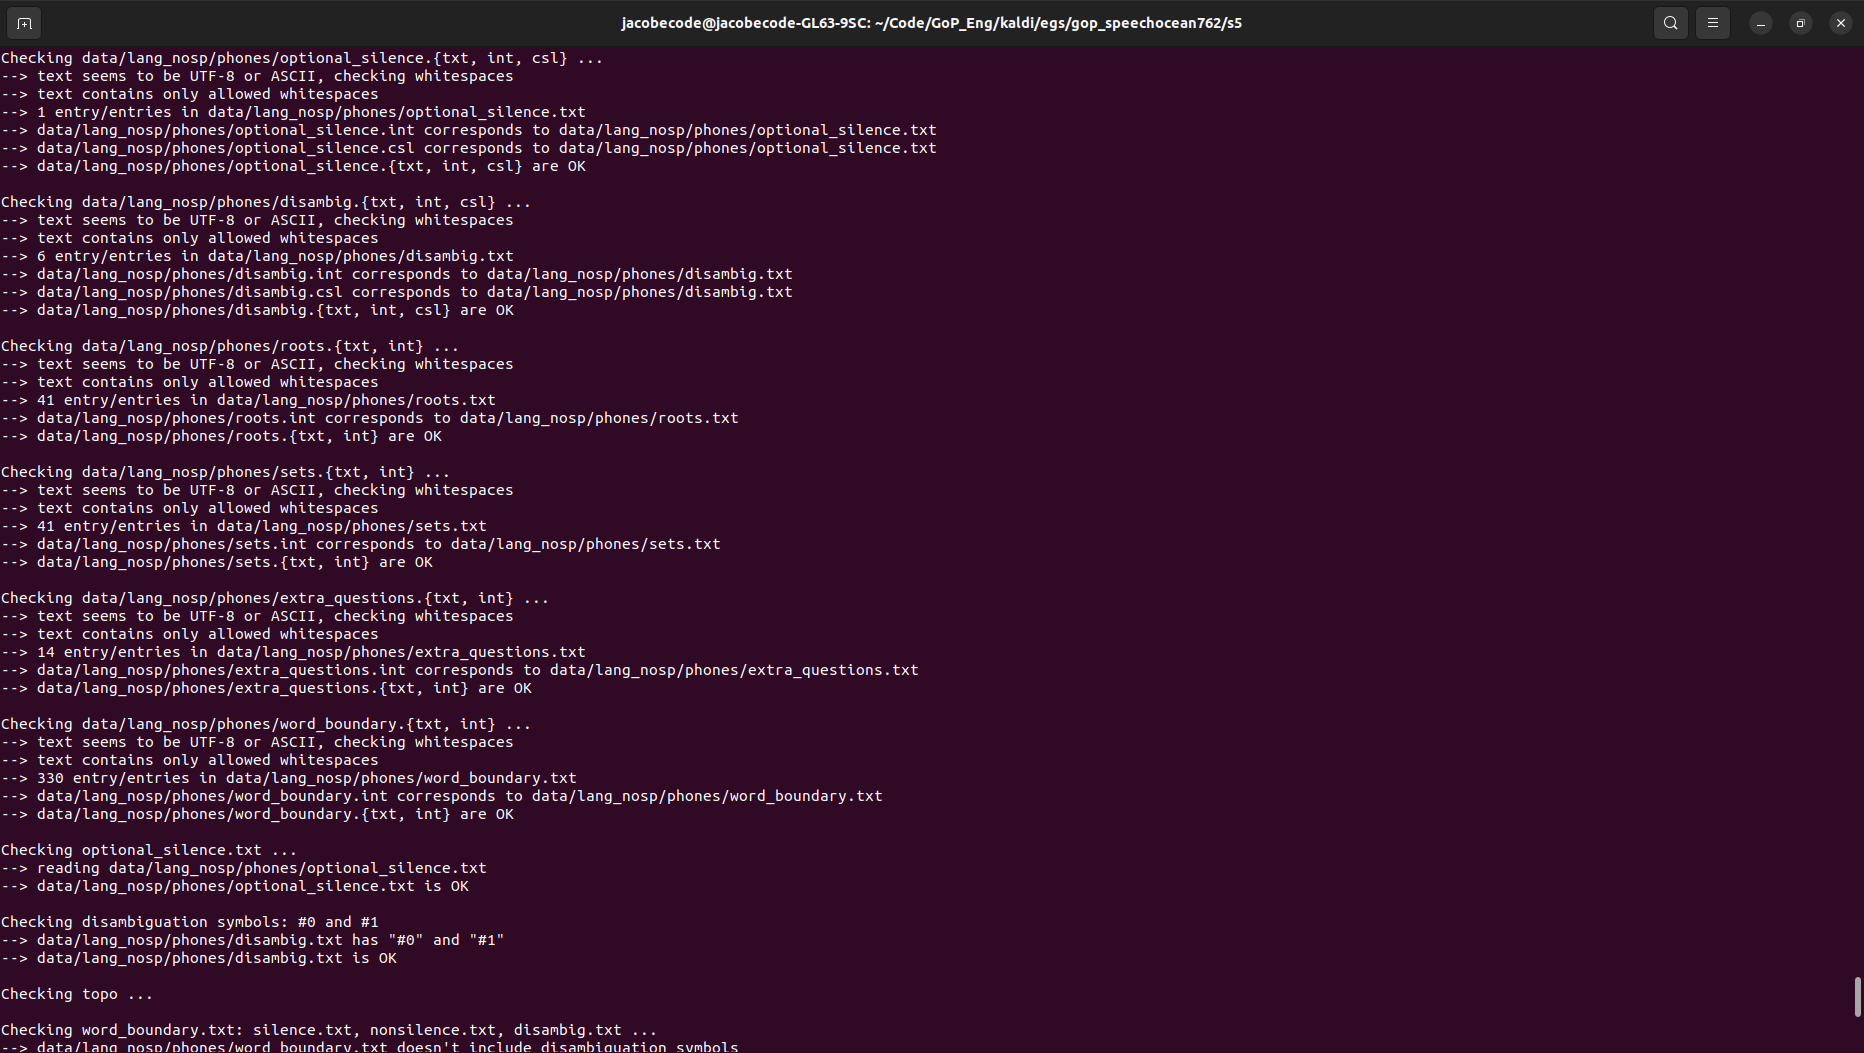 jacobecode@jacobecode-GL63-9SC: ~/Code/GoP_Eng/kaldi/egs/gop_speechocean762/s5
Checking data/lang_nosp/phones/optional_silence.{txt, int, csl} ...
--> text seems to be UTF-8 or ASCII, checking whitespaces
--> text contains only allowed whitespaces
--> 1 entry/entries in data/lang_nosp/phones/optional_silence.txt
--> data/lang_nosp/phones/optional_silence.int corresponds to data/lang_nosp/phones/optional_silence.txt
--> data/lang_nosp/phones/optional_silence.csl corresponds to data/lang_nosp/phones/optional_silence.txt
--> data/lang_nosp/phones/optional_silence.{txt, int, csl} are OK
Checking data/lang_nosp/phones/disambig.{txt, int, csl} ...
--> text seems to be UTF-8 or ASCII, checking whitespaces
--> text contains only allowed whitespaces
--> 6 entry/entries in data/lang_nosp/phones/disambig.txt
--> data/lang_nosp/phones/disambig.int corresponds to data/lang_nosp/phones/disambig.txt
--> data/lang_nosp/phones/disambig.csl corresponds to data/lang_nosp/phones/disambig.txt
--> data/lang_nosp/phones/disambig.{txt, int, csl} are OK
Checking data/lang_nosp/phones/roots.{txt, int} ...
--> text seems to be UTF-8 or ASCII, checking whitespaces
--> text contains only allowed whitespaces
--> 41 entry/entries in data/lang_nosp/phones/roots.txt
--> data/lang_nosp/phones/roots.int corresponds to data/lang_nosp/phones/roots.txt
--> data/lang_nosp/phones/roots.{txt, int} are OK
Checking data/lang_nosp/phones/sets.{txt, int} ...
--> text seems to be UTF-8 or ASCII, checking whitespaces
--> text contains only allowed whitespaces
--> 41 entry/entries in data/lang_nosp/phones/sets.txt
--> data/lang_nosp/phones/sets.int corresponds to data/lang_nosp/phones/sets.txt
--> data/lang_nosp/phones/sets.{txt, int} are OK
Checking data/lang_nosp/phones/extra_questions.{txt, int} ...
--> text seems to be UTF-8 or ASCII, checking whitespaces
--> text contains only allowed whitespaces
--> 14 entry/entries in data/lang_nosp/phones/extra_questions.txt
--> data/lang_nosp/phones/extra_questions.int corresponds to data/lang_nosp/phones/extra_questions.txt
--> data/lang_nosp/phones/extra_questions.{txt, int} are OK
Checking data/lang_nosp/phones/word_boundary.{txt, int} ...
--> text seems to be UTF-8 or ASCII, checking whitespaces
--> text contains only allowed whitespaces
--> 330 entry/entries in data/lang_nosp/phones/word_boundary.txt
--> data/lang_nosp/phones/word_boundary.int corresponds to data/lang_nosp/phones/word_boundary.txt
--> data/lang_nosp/phones/word_boundary.{txt, int} are OK
Checking optional_silence.txt ...
--> reading data/lang_nosp/phones/optional_silence.txt
--> data/lang_nosp/phones/optional_silence.txt is OK
Checking disambiguation symbols: #0 and #1
--> data/lang_nosp/phones/disambig.txt has "#0" and "#1"
--> data/lang_nosp/phones/disambig.txt is OK
Checking topo ...
Checking word_boundary.txt: silence.txt, nonsilence.txt, disambig.txt ...
--> data/lang_nosp/phones/word_boundary.txt doesn't include disambiguation symbols